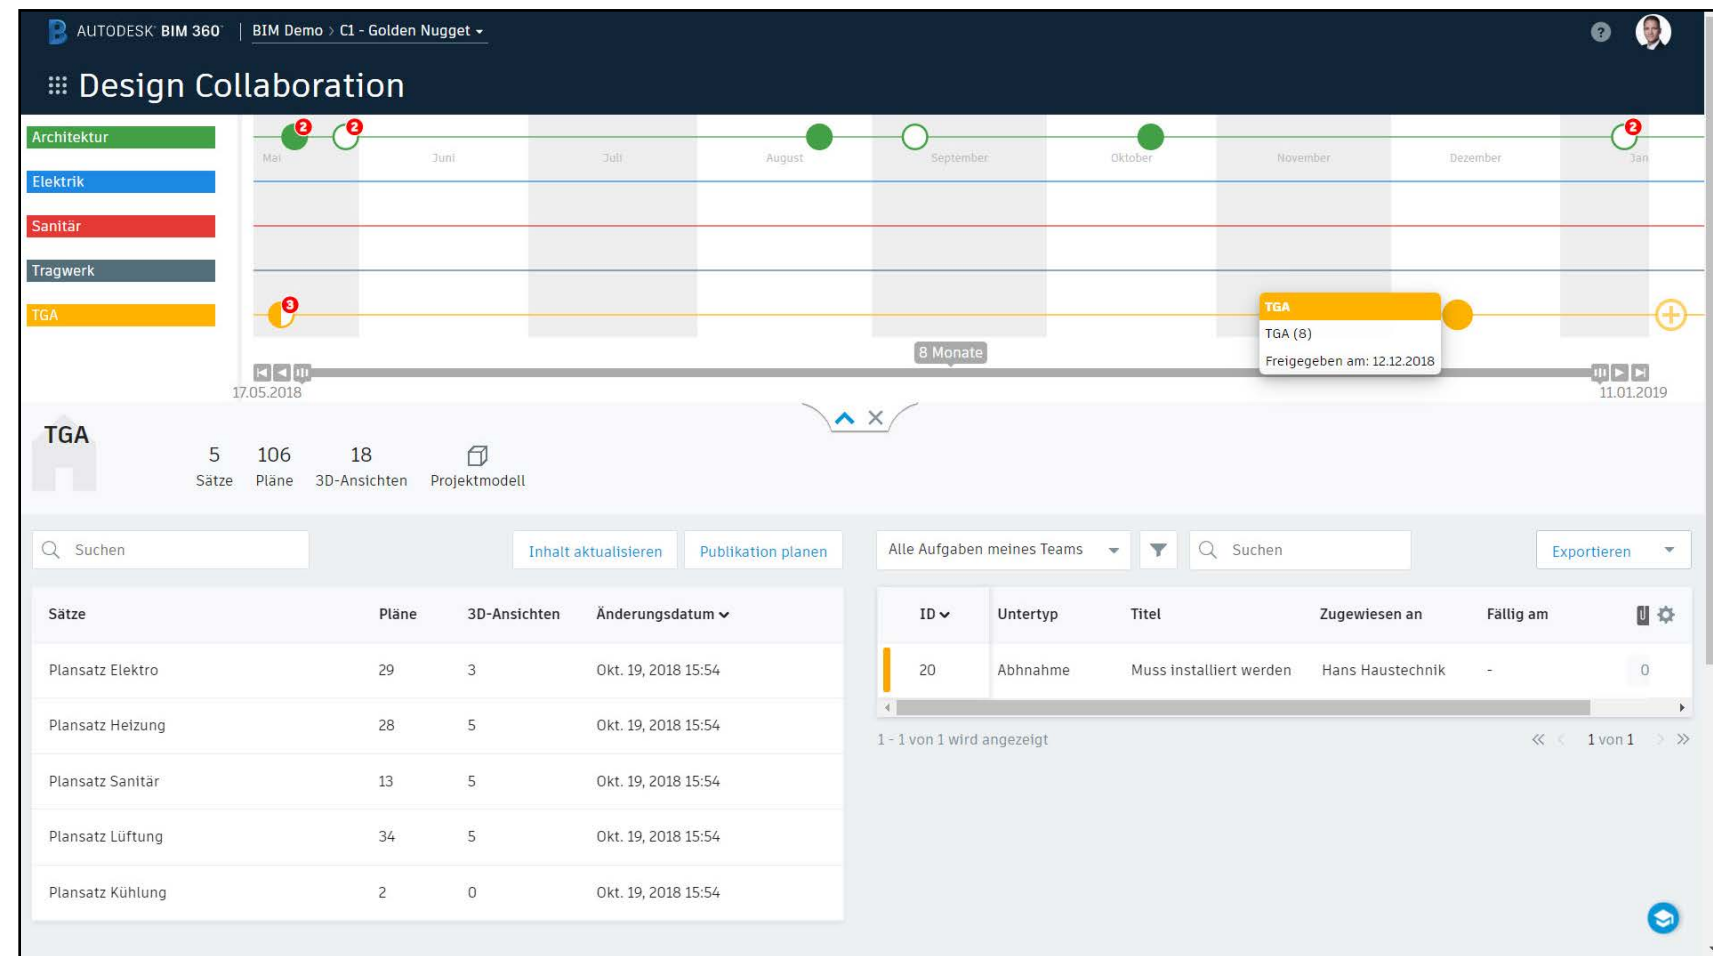 AUTODESK® BIM 360™ | BIM Demo > C1 - Golden Nugget
?
Design Collaboration
Architektur
2 2 2
Mai Juni Juli August September Oktober November Dezember Jan
Elektrik
Sanitär
Tragwerk
TGA
3
TGA
TGA (8)
Freigegeben am: 12.12.2018
8 Monate
17.05.2018 11.01.2019
TGA
5 106 18
Sätze Pläne 3D-Ansichten Projektmodell
Suchen Inhalt aktualisieren Publikation planen Alle Aufgaben meines Teams Suchen Exportieren
Sätze Pläne 3D-Ansichten Änderungsdatum ID Untertyp Titel Zugewiesen an Fällig am
Plansatz Elektro 29 3 Okt. 19, 2018 15:54 20 Abhnahme Muss installiert werden Hans Haustechnik - 0
Plansatz Heizung 28 5 Okt. 19, 2018 15:54
1 - 1 von 1 wird angezeigt 1 von 1
Plansatz Sanitär 13 5 Okt. 19, 2018 15:54
Plansatz Lüftung 34 5 Okt. 19, 2018 15:54
Plansatz Kühlung 2 0 Okt. 19, 2018 15:54